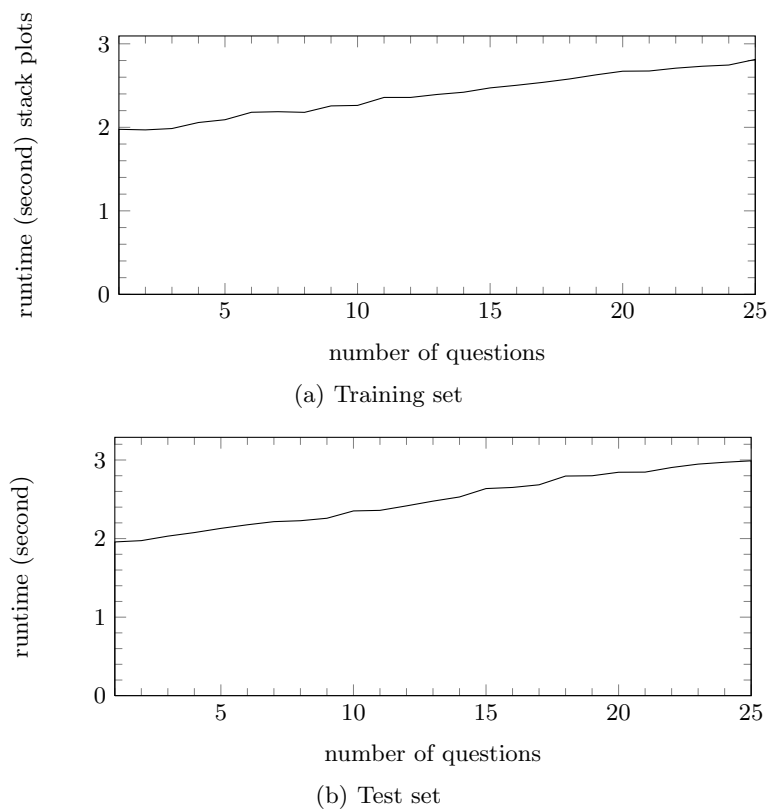 runtime (second) stack plots
3
2
1
0
5 10 15 20 25
number of questions
(a) Training set
runtime (second)
3
2
1
0
5 10 15 20 25
number of questions
(b) Test set